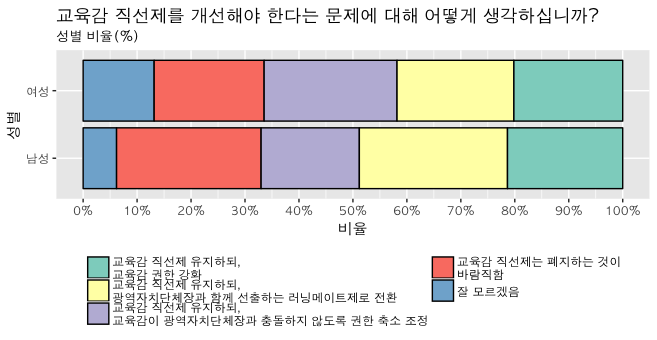 교육감 직선제를 개선해야 한다는 문제에 대해 어떻게 생각하십니까?
성별 비율(%)
여성
성별
남성
0% 10% 20% 30% 40% 50% 60% 70% 80% 90% 100%
비율
교육감 직선제 유지하되,
교육감 권한 강화
교육감 직선제 유지하되,
광역자치단체장과 함께 선출하는 러닝메이트제로 전환
교육감 직선제 유지하되,
교육감이 광역자치단체장과 충돌하지 않도록 권한 축소 조정
교육감 직선제는 폐지하는 것이
바람직함
잘 모르겠음